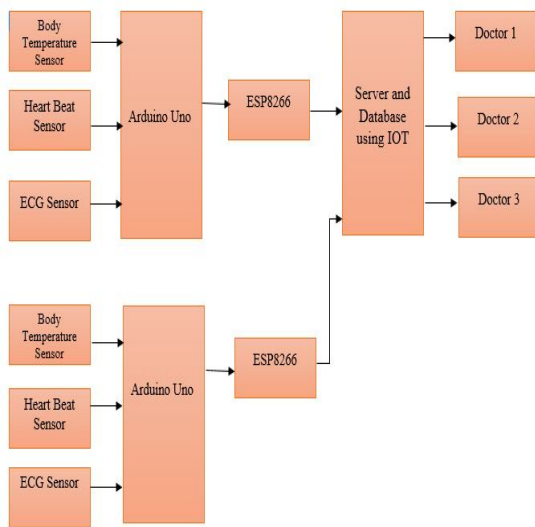 Body
Temperature
Sensor
Heart Beat
Sensor
ECG Sensor
Arduino Uno
ESP8266
Server and
Database
using IOT
Doctor 1
Doctor 2
Doctor 3
Body
Temperature
Sensor
Heart Beat
Sensor
ECG Sensor
Arduino Uno
ESP8266